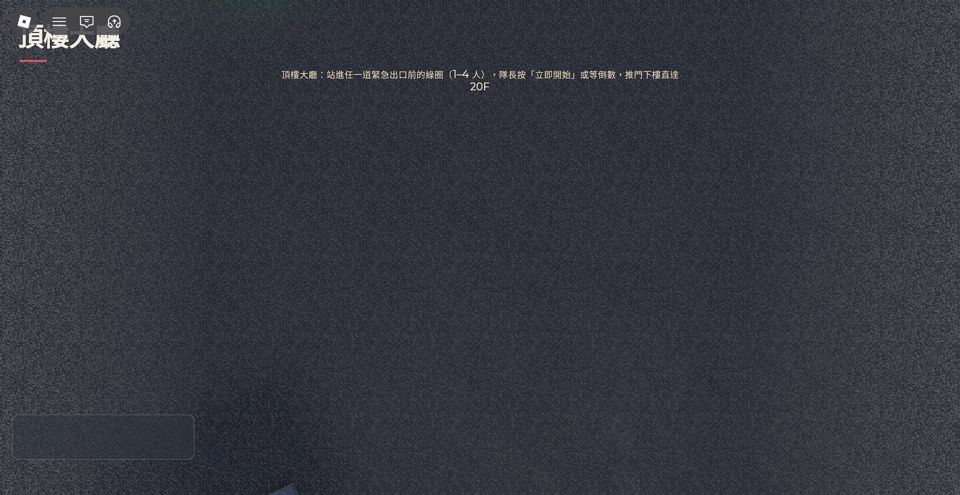 頂樓大廳
頂樓大廳：站進任一道緊急出口前的綠圈（1–4 人），隊長按「立即開始」或等倒數，推門下樓直達
20F